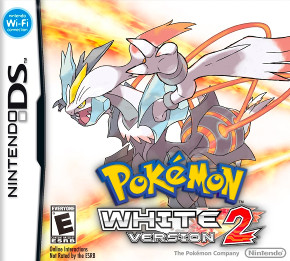 Nintendo
Wi-Fi
connection
NINTENDO DS
POKéMON
WHITE 2
VERSION
EVERYONE
E
ESRB
Online Interactions
Not Rated by the ESRB
The Pokémon Company
Nintendo